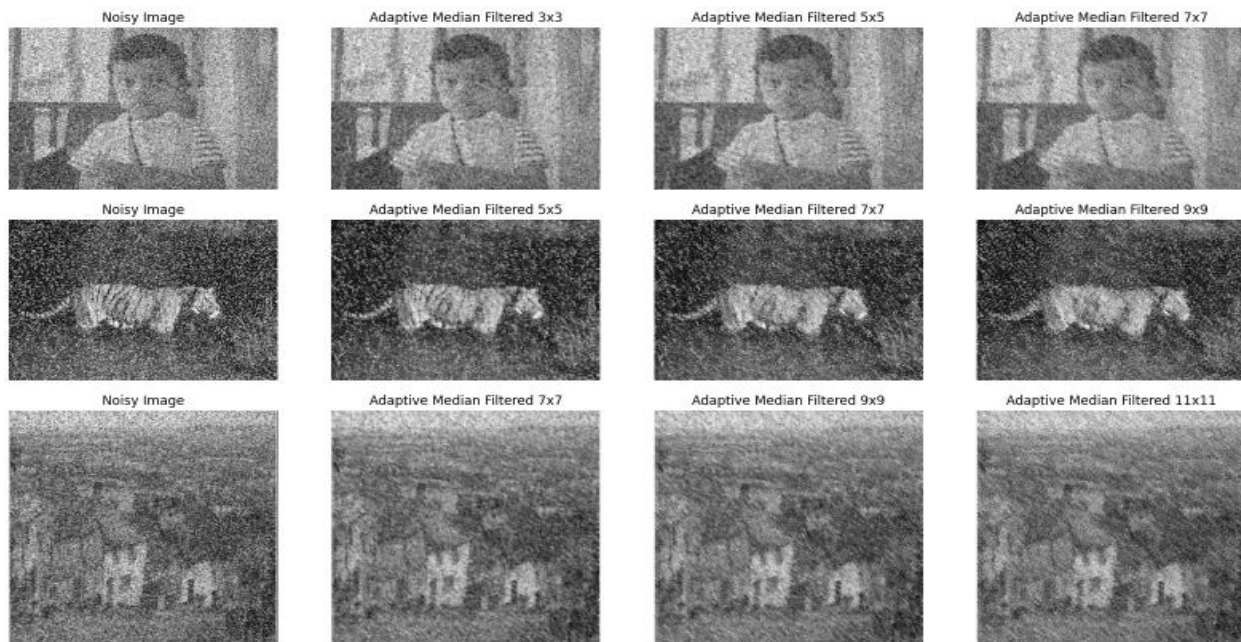 Noisy Image
Adaptive Median Filtered 3x3
Adaptive Median Filtered 5x5
Adaptive Median Filtered 7x7
Noisy Image
Adaptive Median Filtered 5x5
Adaptive Median Filtered 7x7
Adaptive Median Filtered 9x9
Noisy Image
Adaptive Median Filtered 7x7
Adaptive Median Filtered 9x9
Adaptive Median Filtered 11x11